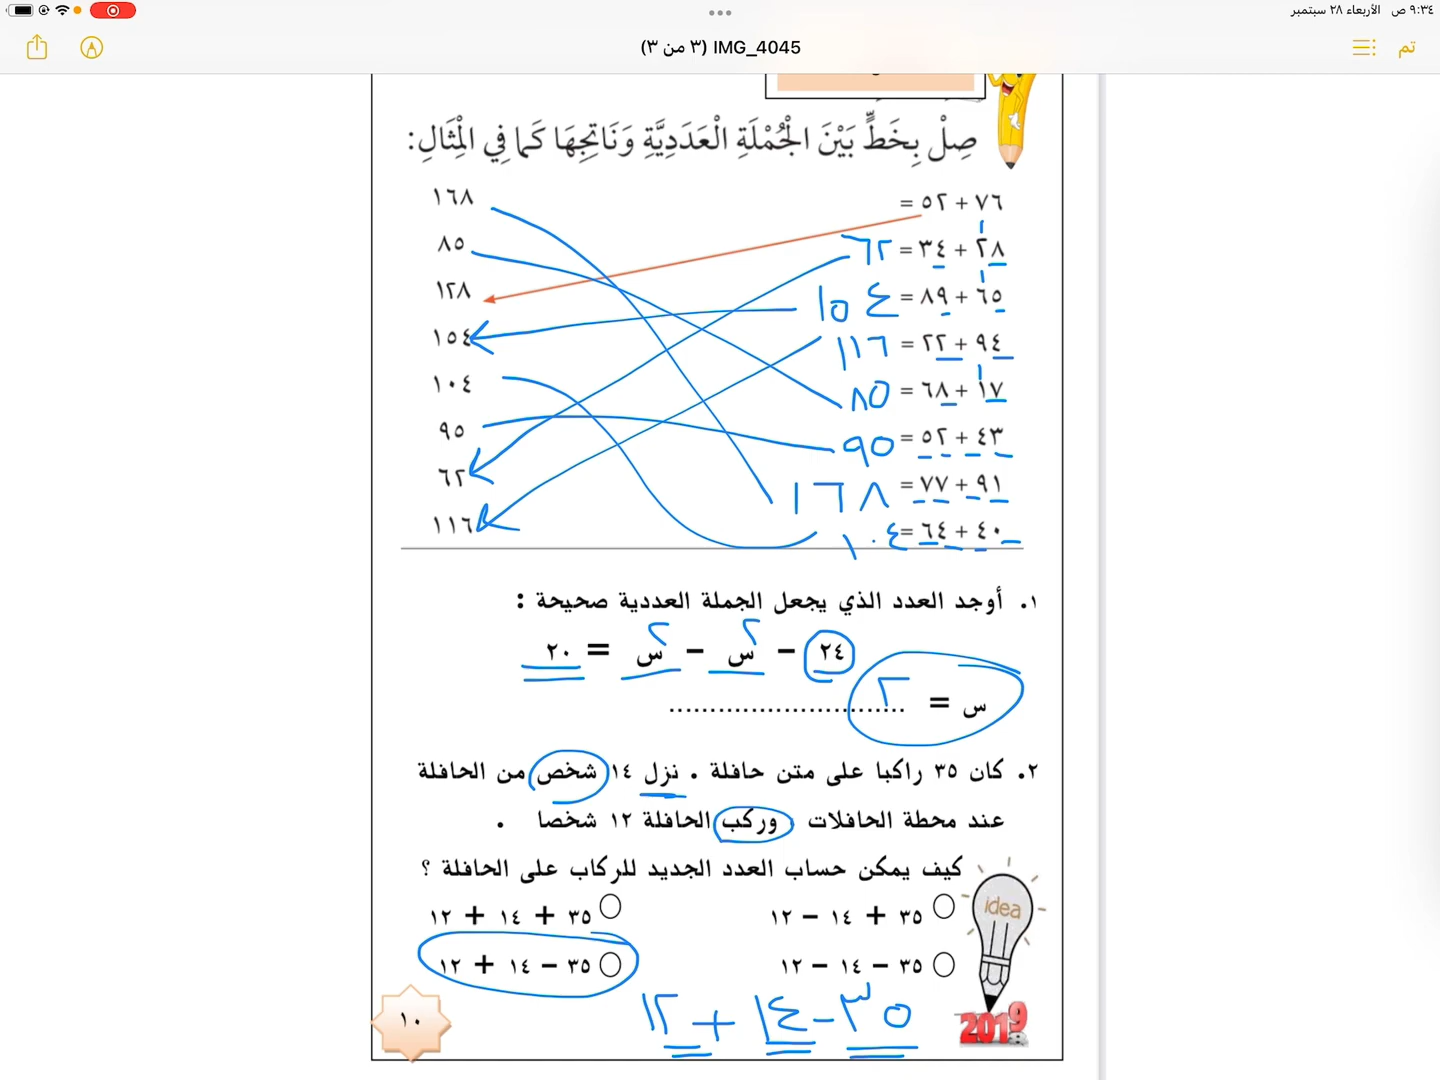 ٩:٣٤ ص الأربعاء ٢٨ سبتمبر
IMG_4045 (٣ من ٣)
تم
صِلْ بِخَطٍّ بَيْنَ الْجُمْلَةِ الْعَدَدِيَّةِ وَنَاتِجِهَا كَمَا فِي الْمِثَالِ:
٧٦ + ٥٢ = ١٦٨
١
٢٨ + ٣٤ = ٦٢ ٨٥
١
٦٥ + ٨٩ = ١٥٤ ١٢٨
٩٤ + ٢٢ = ١١٦ ١٥٤
١
١٧ + ٦٨ = ٨٥ ١٠٤
٤٣ + ٥٢ = ٩٥ ٩٥
٩١ + ٧٧ = ١٦٨ ٦٢
٤٠ + ٦٤ = ١٠٤ ١١٦
١. أوجد العدد الذي يجعل الجملة العددية صحيحة :
٢ ٢
٢٤ − س − س = ٢٠
س = ٢ ..............................
٢. كان ٣٥ راكبا على متن حافلة . نزل ١٤ شخص من الحافلة
عند محطة الحافلات وركب الحافلة ١٢ شخصا .
كيف يمكن حساب العدد الجديد للركاب على الحافلة ؟
٣٥ + ١٤ − ١٢ ٣٥ + ١٤ + ١٢
٣٥ − ١٤ − ١٢ ٣٥ − ١٤ + ١٢
idea
٣٥ − ١٤ + ١٢
2019
١٠